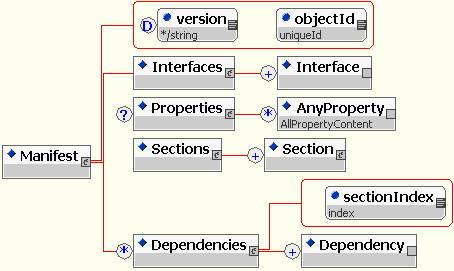 D version objectId
*/string uniqueId
Interfaces + Interface
? Properties * AnyProperty
AllPropertyContent
Sections + Section
Manifest
sectionIndex
index
* Dependencies + Dependency